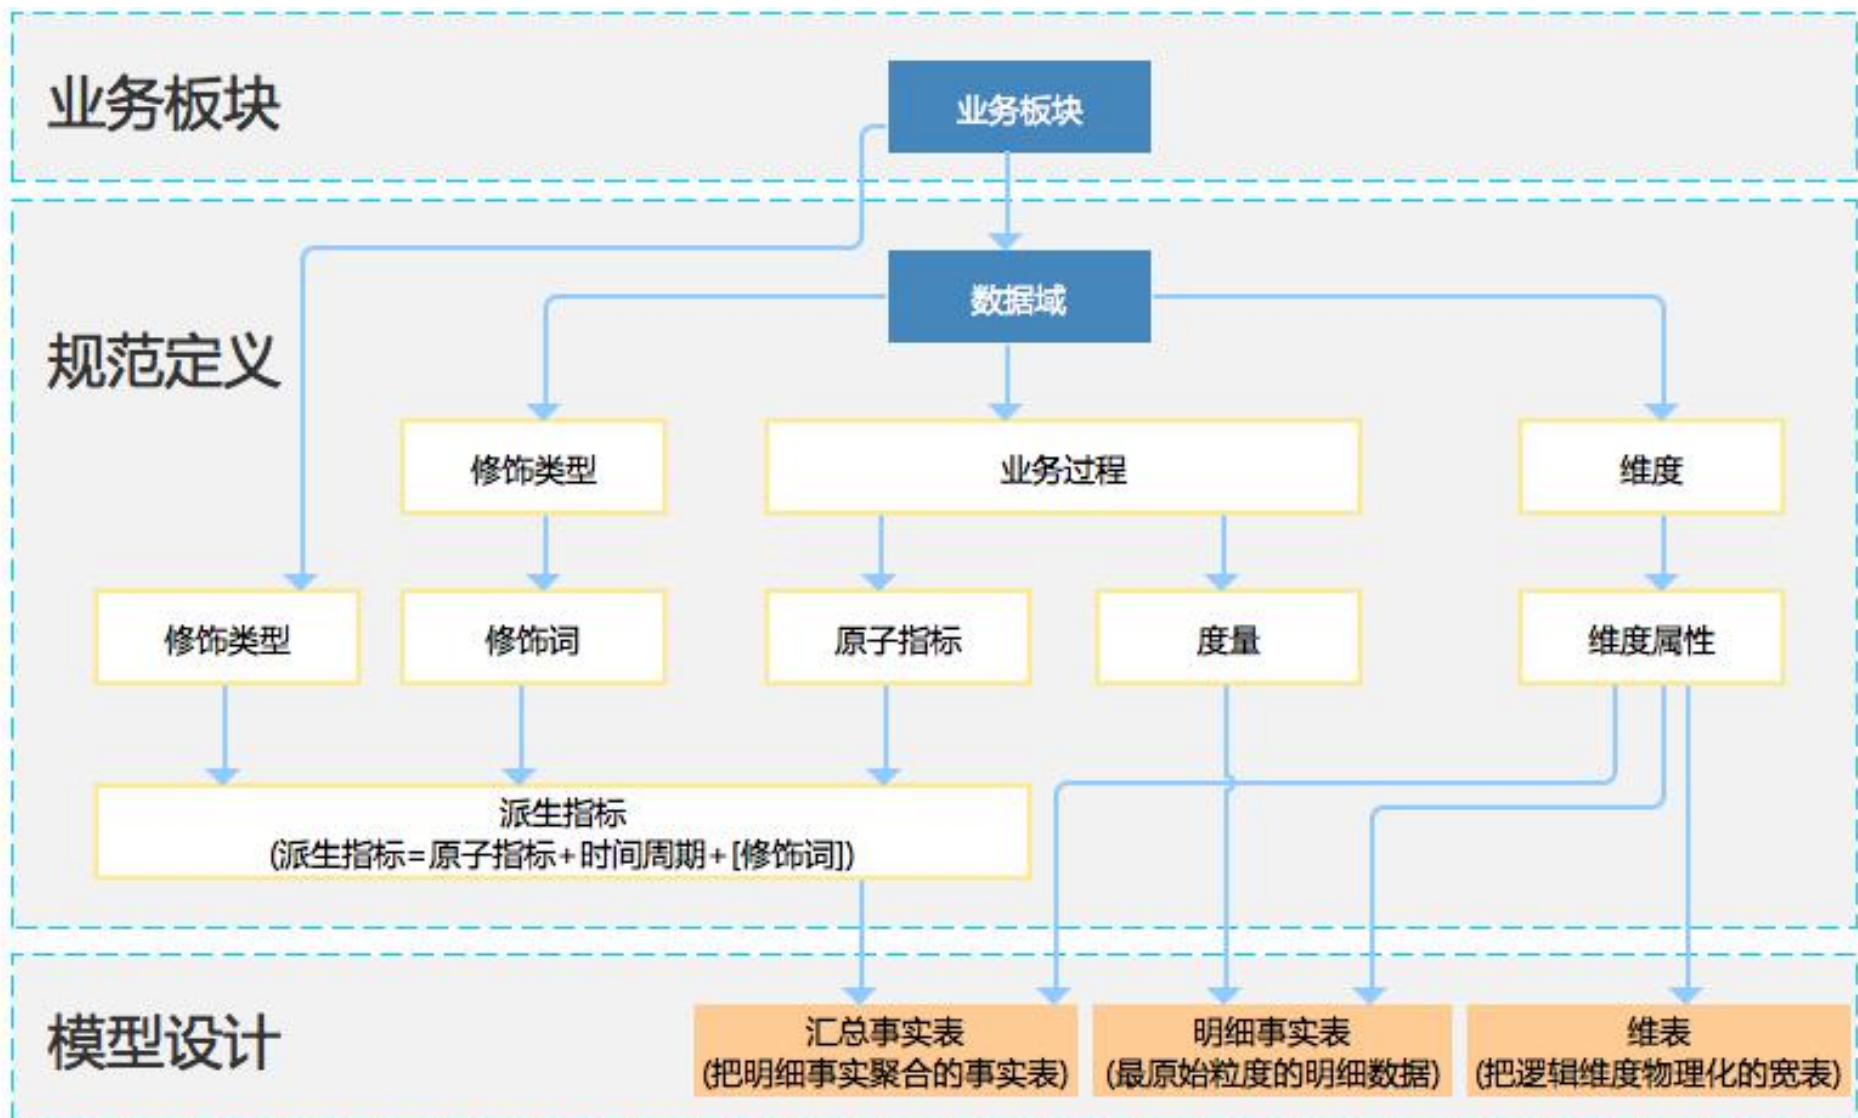 业务板块
业务板块
数据域
规范定义
修饰类型
业务过程
维度
修饰类型
修饰词
原子指标
度量
维度属性
派生指标
(派生指标=原子指标+时间周期+[修饰词])
模型设计
汇总事实表
(把明细事实聚合的事实表)
明细事实表
(最原始粒度的明细数据)
维表
(把逻辑维度物理化的宽表)